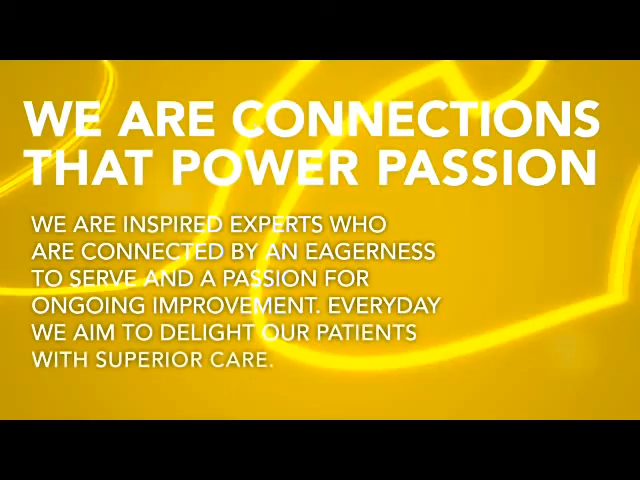 WE ARE CONNECTIONS
THAT POWER PASSION
WE ARE INSPIRED EXPERTS WHO
ARE CONNECTED BY AN EAGERNESS
TO SERVE AND A PASSION FOR
ONGOING IMPROVEMENT. EVERYDAY
WE AIM TO DELIGHT OUR PATIENTS
WITH SUPERIOR CARE.